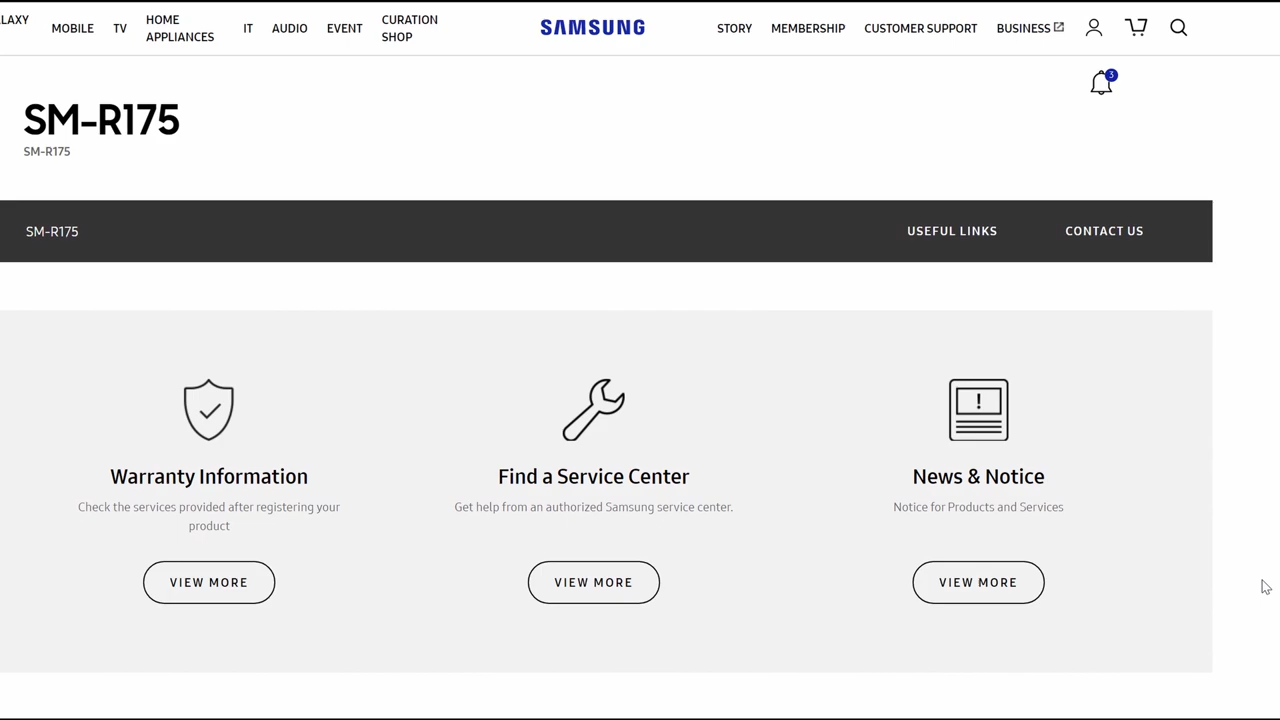 LAXY
MOBILE
TV
HOME
APPLIANCES
IT
AUDIO
EVENT
CURATION
SHOP
SAMSUNG
STORY
MEMBERSHIP
CUSTOMER SUPPORT
BUSINESS
3
SM-R175
SM-R175
SM-R175
USEFUL LINKS
CONTACT US
!
Warranty Information
Check the services provided after registering your
product
VIEW MORE
Find a Service Center
Get help from an authorized Samsung service center.
VIEW MORE
News & Notice
Notice for Products and Services
VIEW MORE